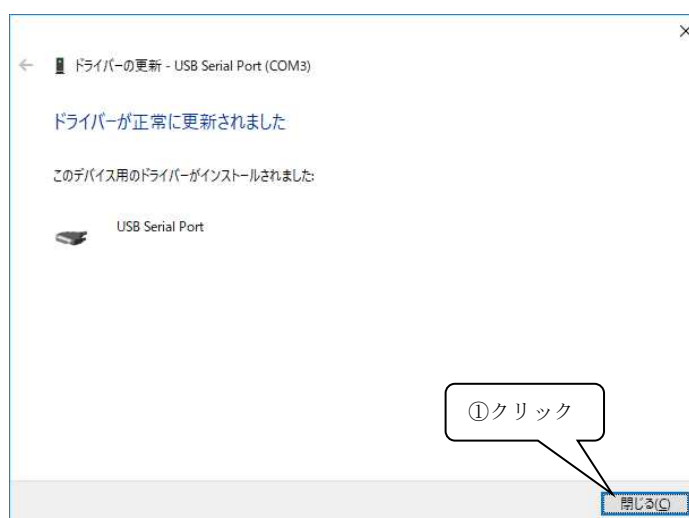 ドライバーの更新 - USB Serial Port (COM3)
ドライバーが正常に更新されました
このデバイス用のドライバーがインストールされました:
USB Serial Port
①クリック
閉じる(C)